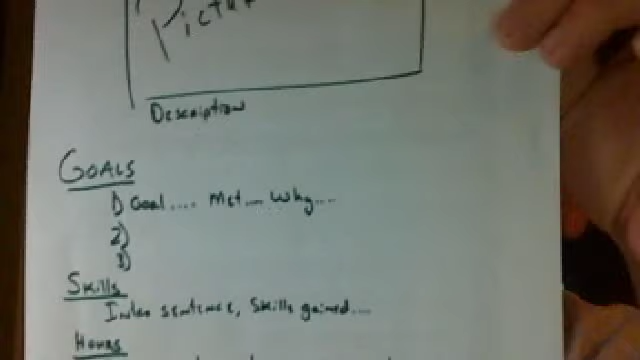 Picture
Description
GOALS
1) Goal.... Met.... Why....
2)
3)
Skills
Intro sentence, Skills gained....
Hours